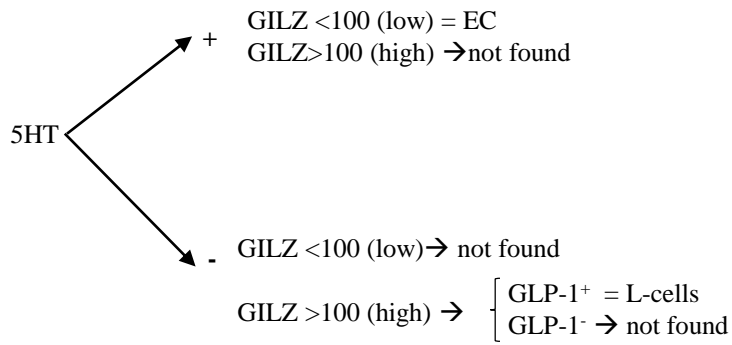 GILZ <100 (low) = EC
+
GILZ>100 (high) →not found
5HT
GILZ <100 (low)→ not found
-
GLP-1⁺ = L-cells
GILZ >100 (high) →
GLP-1⁻ → not found